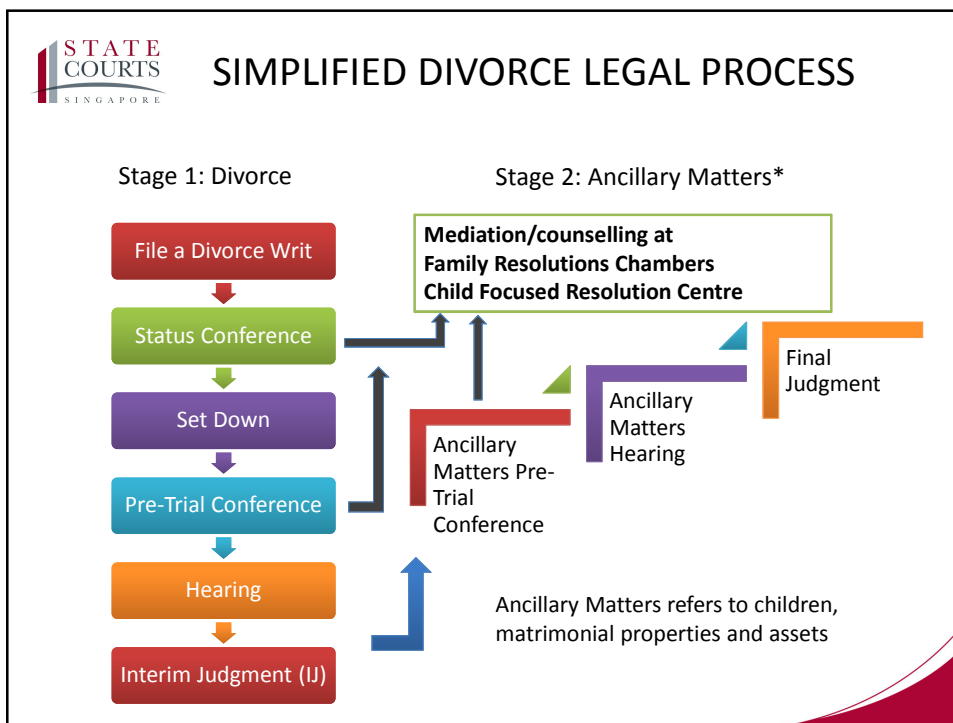 STATE
COURTS
SINGAPORE
SIMPLIFIED DIVORCE LEGAL PROCESS
Stage 1: Divorce
Stage 2: Ancillary Matters*
File a Divorce Writ
Status Conference
Set Down
Pre-Trial Conference
Hearing
Interim Judgment (IJ)
Mediation/counselling at
Family Resolutions Chambers
Child Focused Resolution Centre
Ancillary
Matters Pre-
Trial
Conference
Ancillary
Matters
Hearing
Final
Judgment
Ancillary Matters refers to children,
matrimonial properties and assets